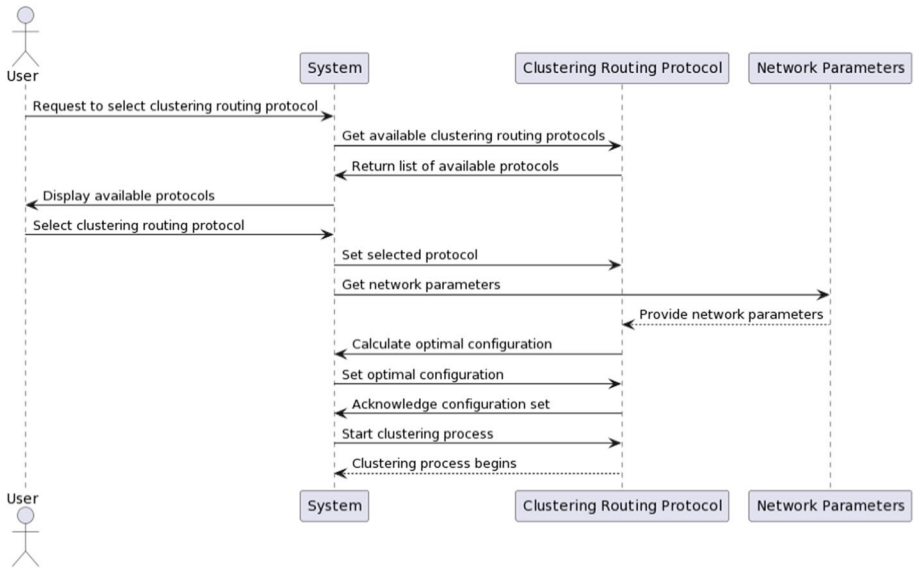 User
System
Clustering Routing Protocol
Network Parameters
Request to select clustering routing protocol
Get available clustering routing protocols
Return list of available protocols
Display available protocols
Select clustering routing protocol
Set selected protocol
Get network parameters
Provide network parameters
Calculate optimal configuration
Set optimal configuration
Acknowledge configuration set
Start clustering process
Clustering process begins
User
System
Clustering Routing Protocol
Network Parameters